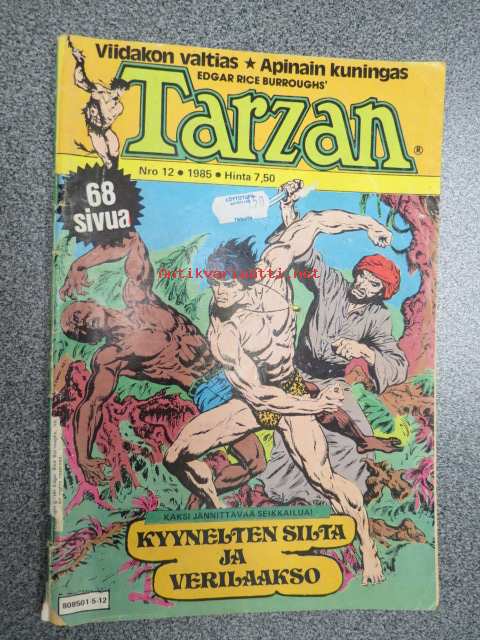 Viidakon valtias ★ Apinain kuningas
EDGAR RICE BURROUGHS'
Tarzan®
Nro 12 • 1985 • Hinta 7,50
68
sivua
Antikvariaatti.net
KAKSI JÄNNITTÄVÄÄ SEIKKAILUA!
KYYNELTEN SILTA
JA
VERILAAKSO
808501-5-12